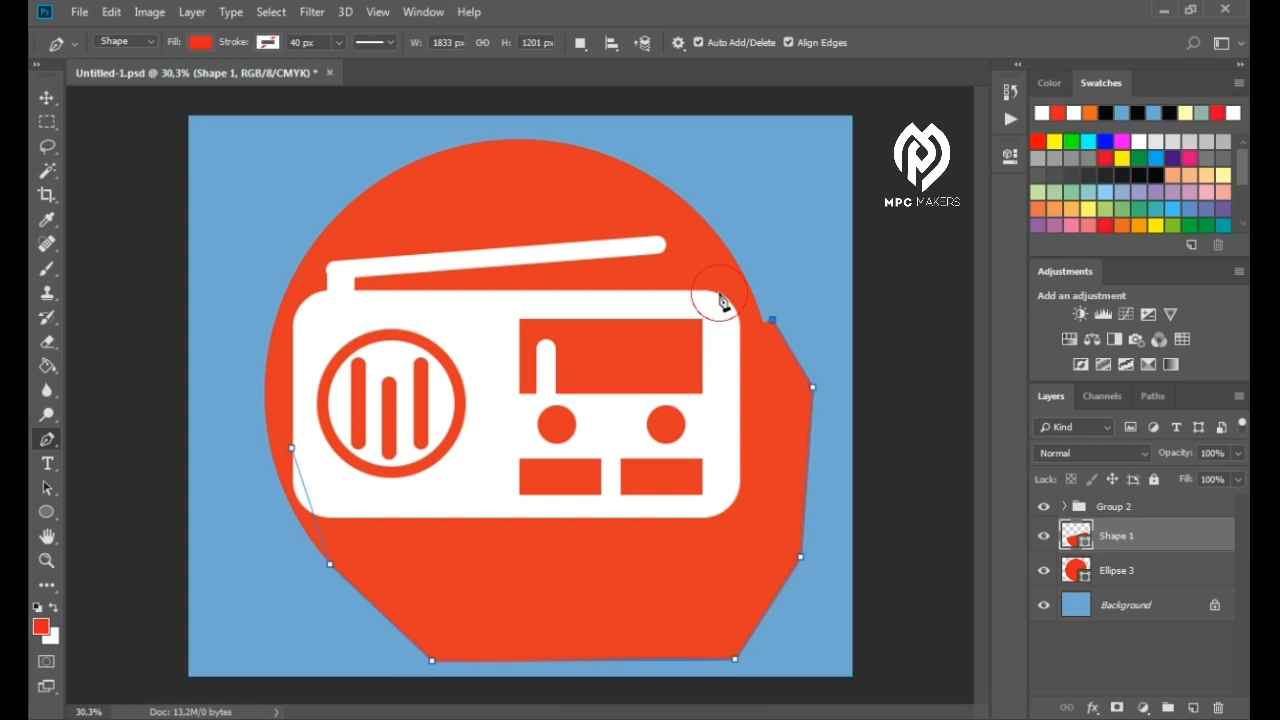 Ps File Edit Image Layer Type Select Filter 3D View Window Help
Shape Fill: Stroke: 40 px W: 1833 px H: 1201 px Auto Add/Delete Align Edges
Untitled-1.psd @ 30,3% (Shape 1, RGB/8/CMYK) *
MPC MAKERS
Color Swatches
Adjustments
Add an adjustment
Layers Channels Paths
Kind
Normal Opacity: 100%
Lock: Fill: 100%
Group 2
Shape 1
Ellipse 3
Background
30,3% Doc: 13,2M/0 bytes